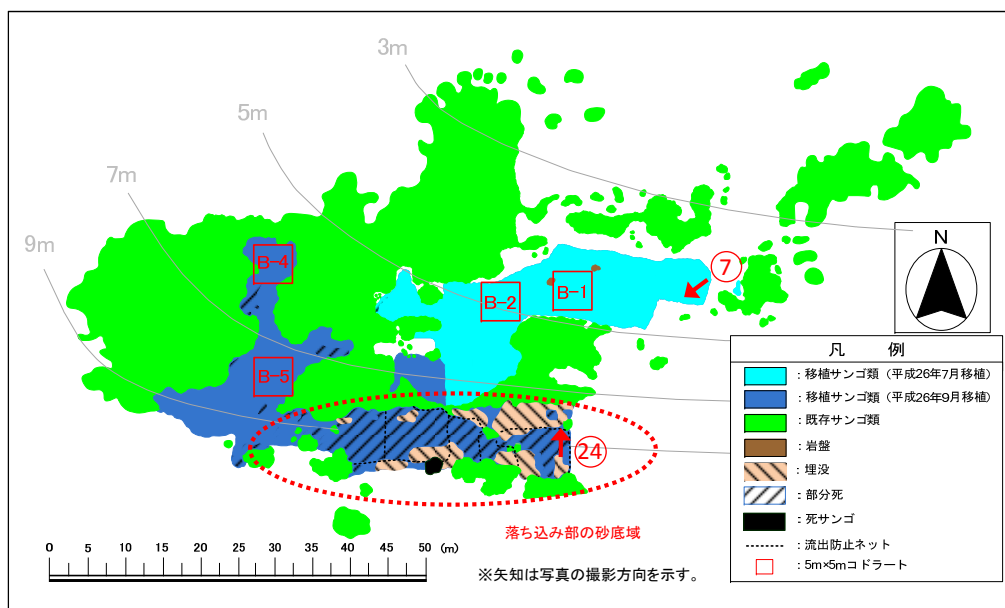 3m
5m
7m
9m
B-4
B-2
B-1
⑦
N
B-5
㉔
落ち込み部の砂底域
0 5 10 15 20 25 30 35 40 45 50 (m)
※矢知は写真の撮影方向を示す。
凡 例
:移植サンゴ類(平成26年7月移植)
:移植サンゴ類(平成26年9月移植)
:既存サンゴ類
:岩盤
:埋没
:部分死
:死サンゴ
:流出防止ネット
:5m×5mコドラート